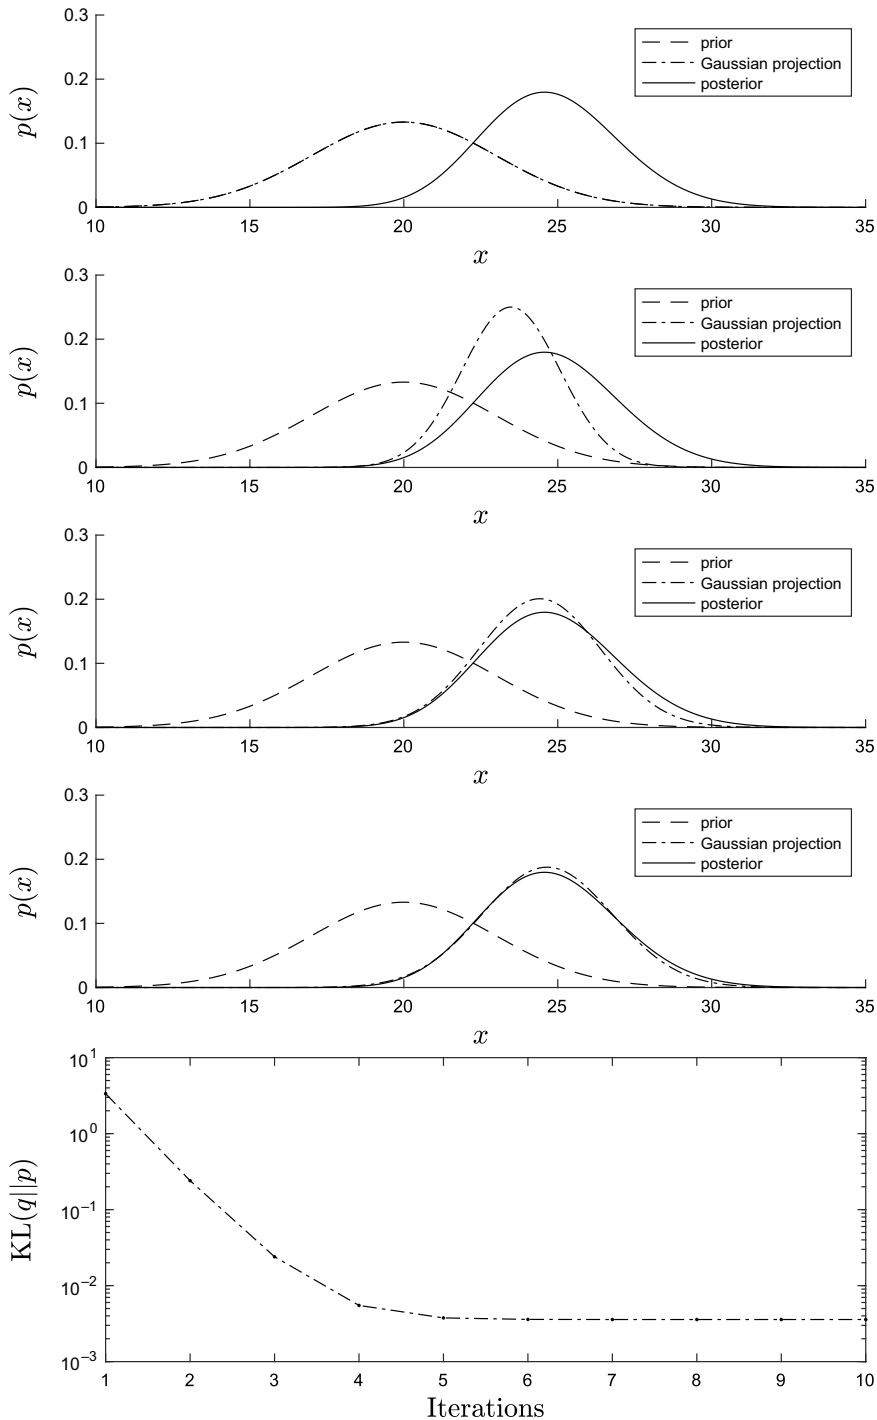 0.3
0.2
0.1
0
p(x)
prior
Gaussian projection
posterior
10 15 20 25 30 35
x
0.3
0.2
0.1
0
p(x)
prior
Gaussian projection
posterior
10 15 20 25 30 35
x
0.3
0.2
0.1
0
p(x)
prior
Gaussian projection
posterior
10 15 20 25 30 35
x
0.3
0.2
0.1
0
p(x)
prior
Gaussian projection
posterior
10 15 20 25 30 35
x
10^1
10^0
10^−1
10^−2
10^−3
KL(q||p)
1 2 3 4 5 6 7 8 9 10
Iterations